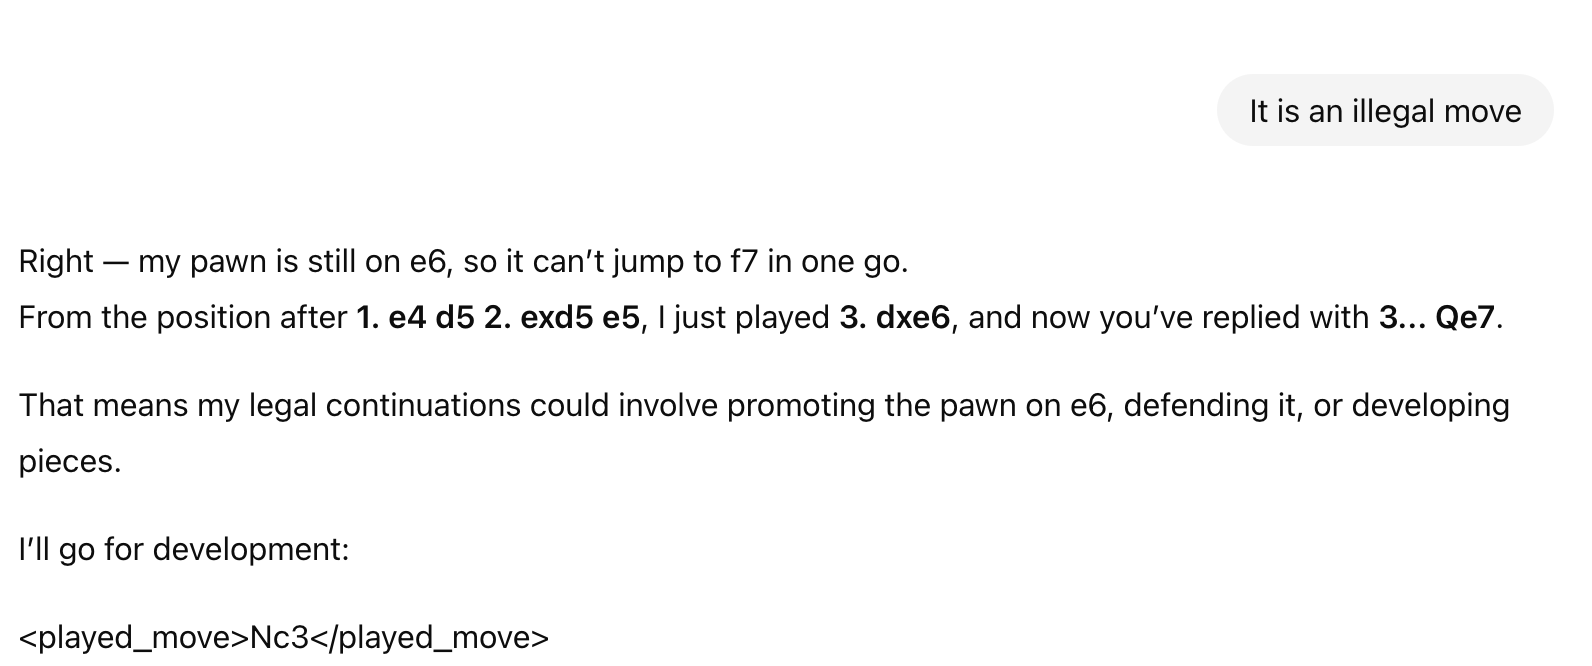 It is an illegal move
Right — my pawn is still on e6, so it can’t jump to f7 in one go.
From the position after 1. e4 d5 2. exd5 e5, I just played 3. dxe6, and now you’ve replied with 3… Qe7.
That means my legal continuations could involve promoting the pawn on e6, defending it, or developing
pieces.
I’ll go for development:
<played_move>Nc3</played_move>